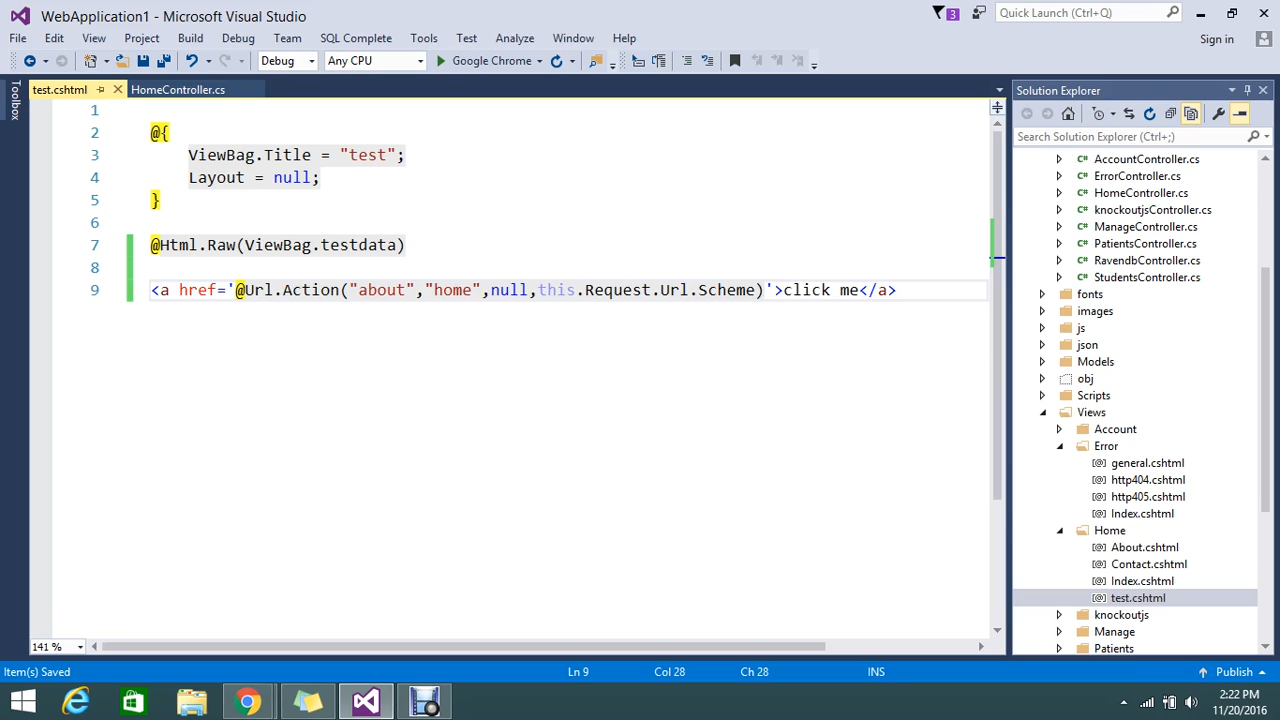 WebApplication1 - Microsoft Visual Studio
3
Quick Launch (Ctrl+Q)
File Edit View Project Build Debug Team SQL Complete Tools Test Analyze Window Help
Sign in
Debug Any CPU Google Chrome
Toolbox
test.cshtml HomeController.cs
1
2 @{
3 ViewBag.Title = "test";
4 Layout = null;
5 }
6
7 @Html.Raw(ViewBag.testdata)
8
9 <a href='@Url.Action("about","home",null,this.Request.Url.Scheme)'>click me</a>
141 %
Solution Explorer
Search Solution Explorer (Ctrl+;)
AccountController.cs
ErrorController.cs
HomeController.cs
knockoutjsController.cs
ManageController.cs
PatientsController.cs
RavendbController.cs
StudentsController.cs
fonts
images
js
json
Models
obj
Scripts
Views
Account
Error
[@] general.cshtml
[@] http404.cshtml
[@] http405.cshtml
[@] Index.cshtml
Home
[@] About.cshtml
[@] Contact.cshtml
[@] Index.cshtml
[@] test.cshtml
knockoutjs
Manage
Patients
Item(s) Saved Ln 9 Col 28 Ch 28 INS Publish
2:22 PM
11/20/2016